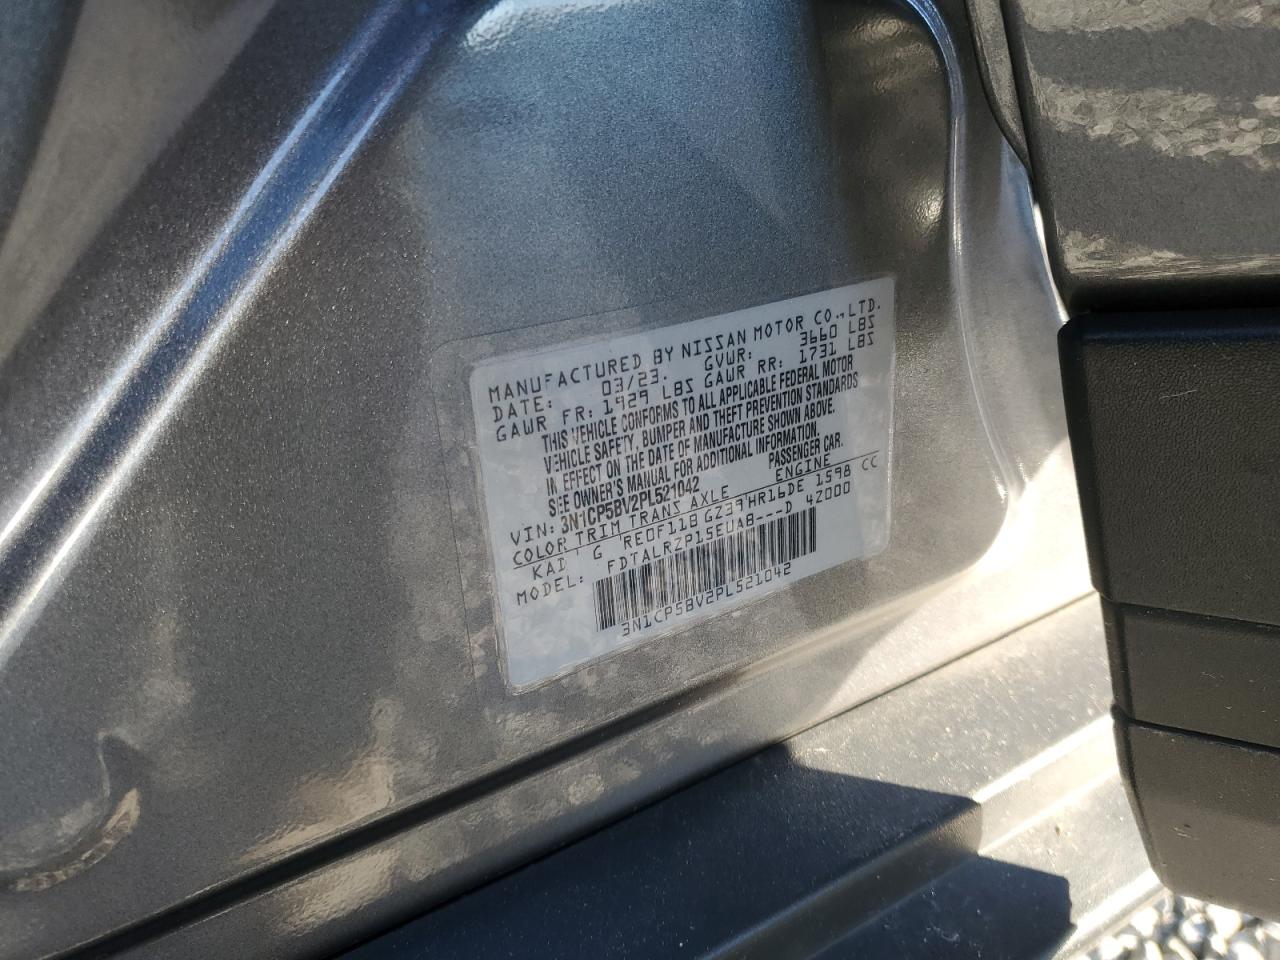 MANUFACTURED BY NISSAN MOTOR CO.,LTD.
DATE: 03/23. GVWR: 3660 LBS
GAWR FR: 1929 LBS GAWR RR: 1731 LBS
THIS VEHICLE CONFORMS TO ALL APPLICABLE FEDERAL MOTOR
VEHICLE SAFETY, BUMPER AND THEFT PREVENTION STANDARDS
IN EFFECT ON THE DATE OF MANUFACTURE SHOWN ABOVE.
SEE OWNER'S MANUAL FOR ADDITIONAL INFORMATION.
VIN: 3N1CP5BV2PL521042 PASSENGER CAR.
COLOR TRIM TRANS AXLE ENGINE
KAD G RE0F11B GZ39 HR16DE 1598 CC
MODEL: FDTALRZP15EUAB---D 4Z000
3N1CP5BV2PL521042